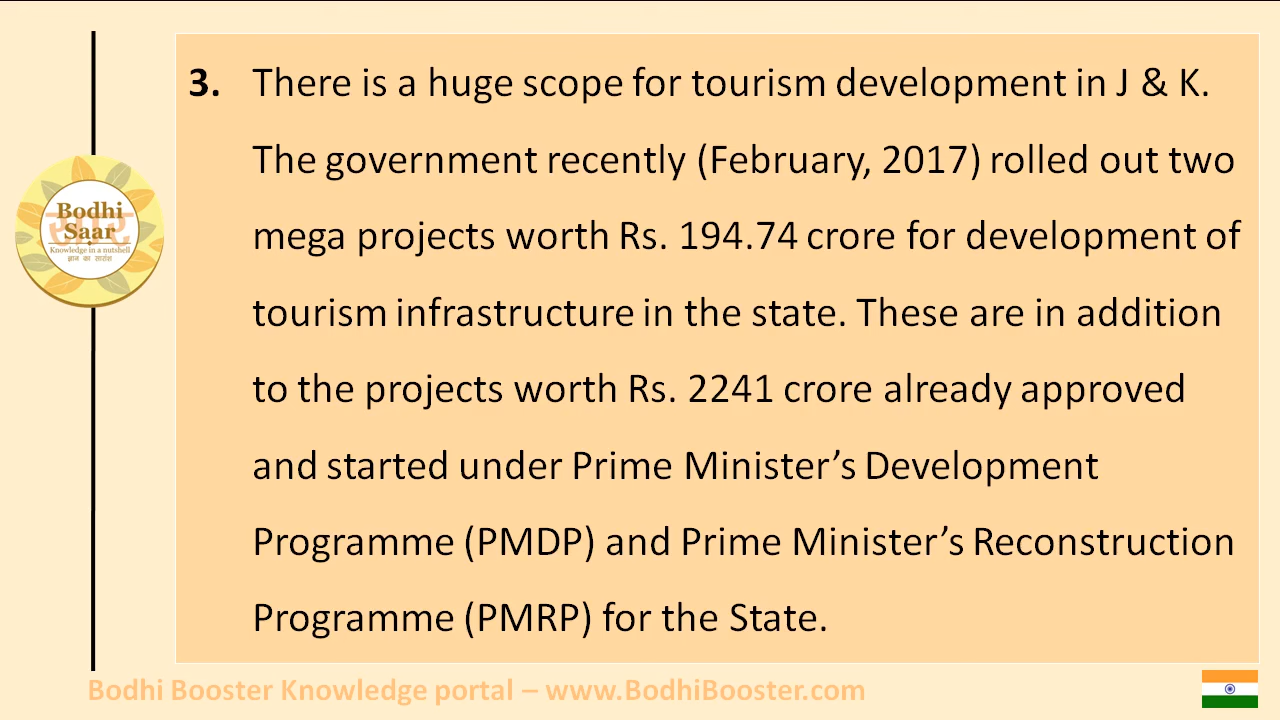 3. There is a huge scope for tourism development in J & K.
The government recently (February, 2017) rolled out two
mega projects worth Rs. 194.74 crore for development of
tourism infrastructure in the state. These are in addition
to the projects worth Rs. 2241 crore already approved
and started under Prime Minister’s Development
Programme (PMDP) and Prime Minister’s Reconstruction
Programme (PMRP) for the State.
Bodhi
Saar
Knowledge in a nutshell
ज्ञान का सारांश
Bodhi Booster Knowledge portal – www.BodhiBooster.com